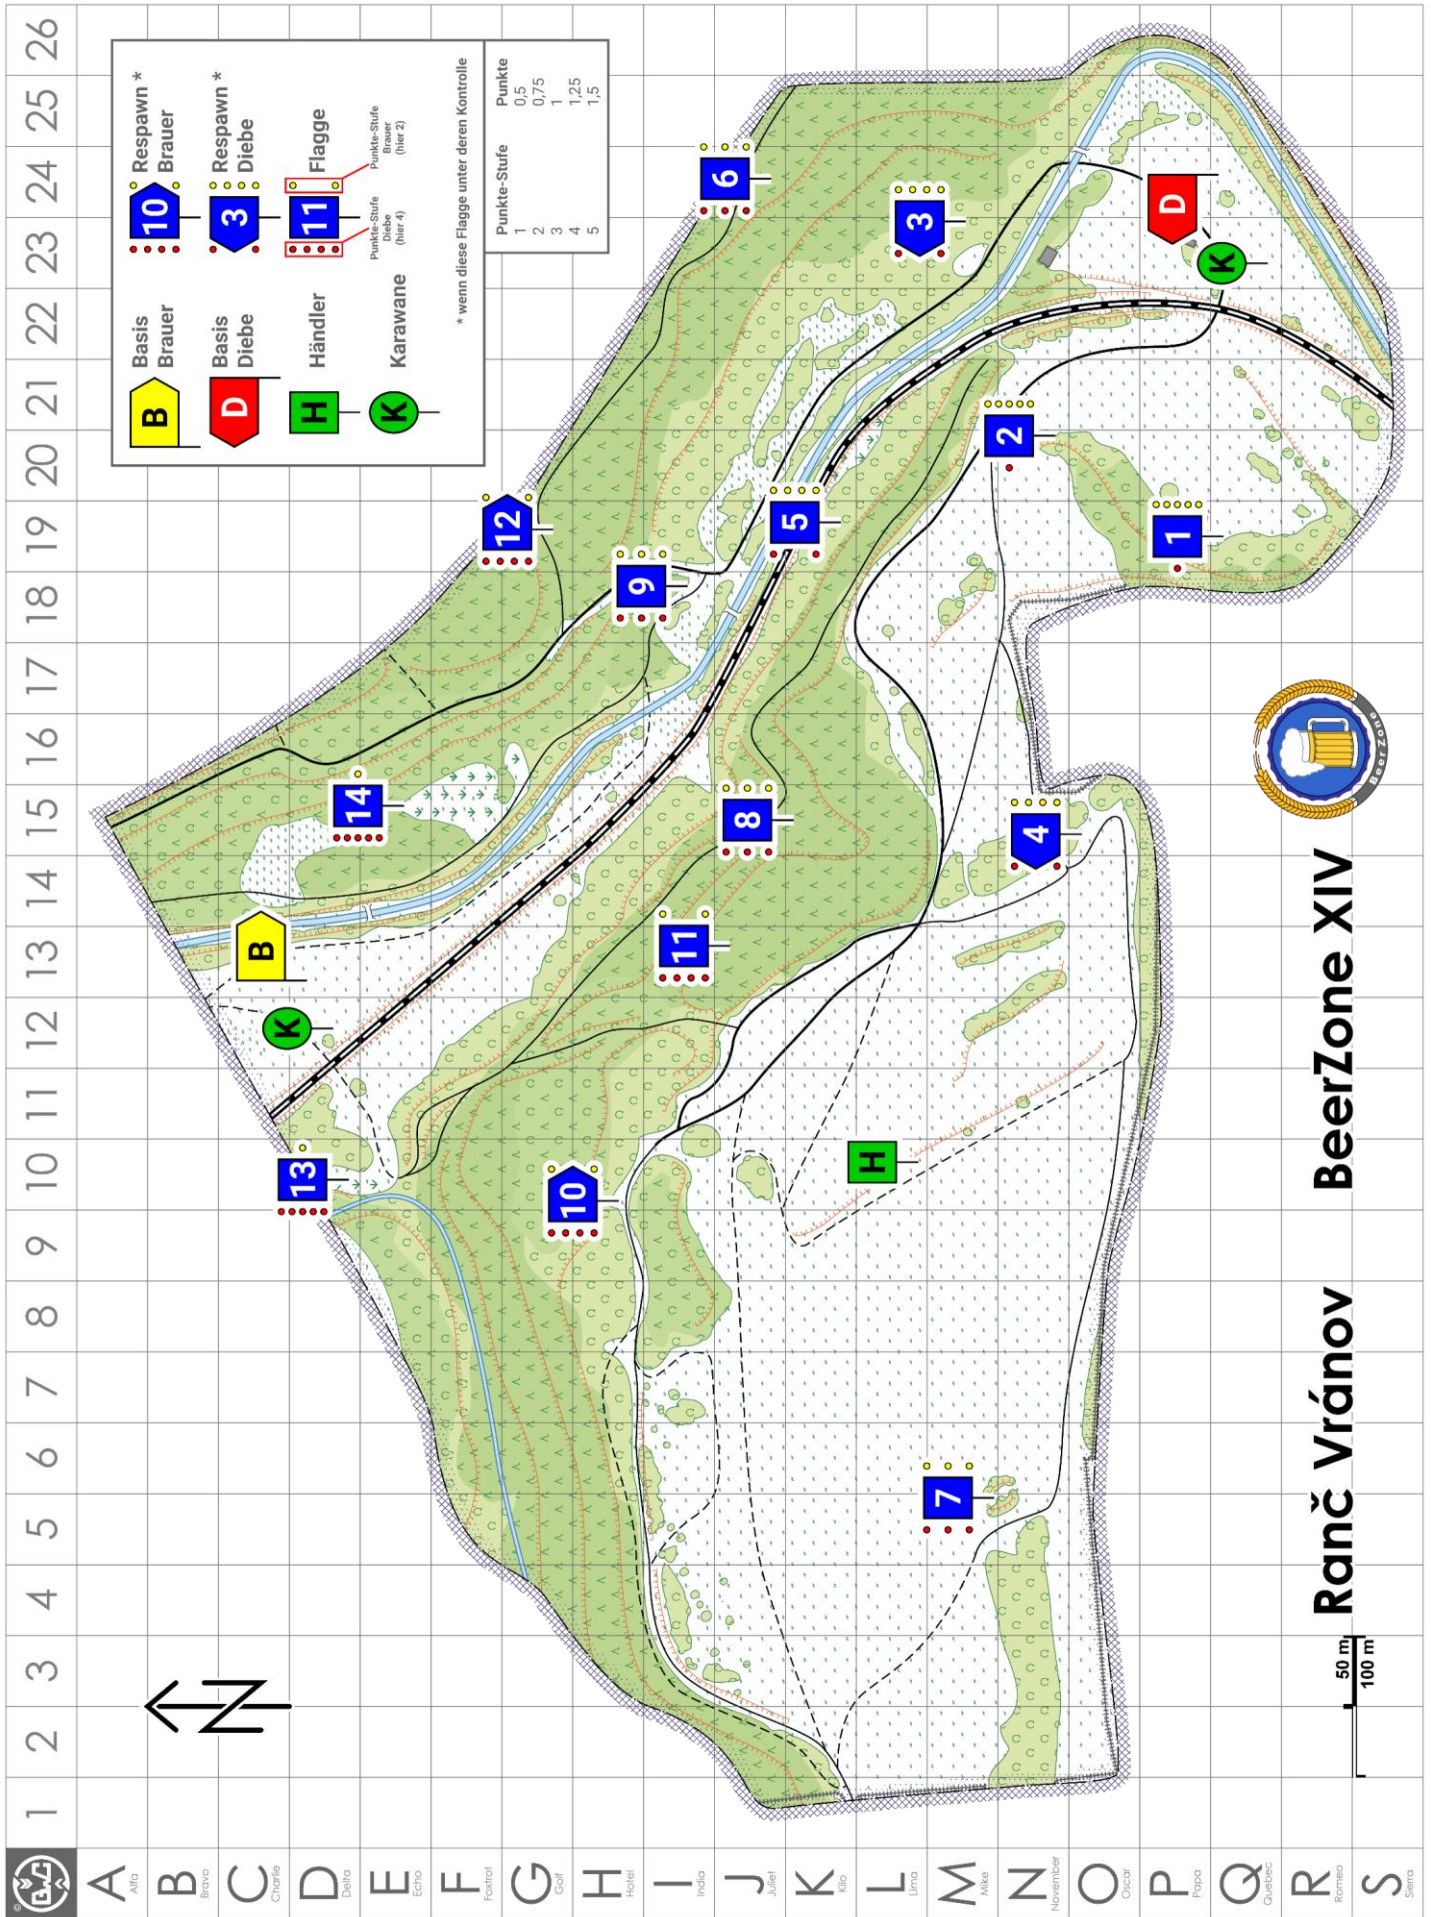 1 2 3 4 5 6 7 8 9 10 11 12 13 14 15 16 17 18 19 20 21 22 23 24 25 26
A Alfa
B Bravo
C Charlie
D Delta
E Echo
F Foxtrot
G Golf
H Hotel
I India
J Juliet
K Kilo
L Lima
M Mike
N November
O Oscar
P Papa
Q Quebec
R Romeo
S Sierra
N
B Basis Brauer
10 Respawn *
Brauer
D Basis Diebe
3 Respawn *
Diebe
H Händler
11 Flagge
K Karawane
Punkte-Stufe
Diebe
(hier 4)
Punkte-Stufe
Brauer
(hier 2)
* wenn diese Flagge unter deren Kontrolle
Punkte-Stufe Punkte
1 0,5
2 0,75
3 1
4 1,25
5 1,5
B
K
13
14
12
10
9
11
8
6
5
3
H
7
4
2
1
D
K
Ranč Vránov BeerZone XIV
50 m
100 m
BeerZone